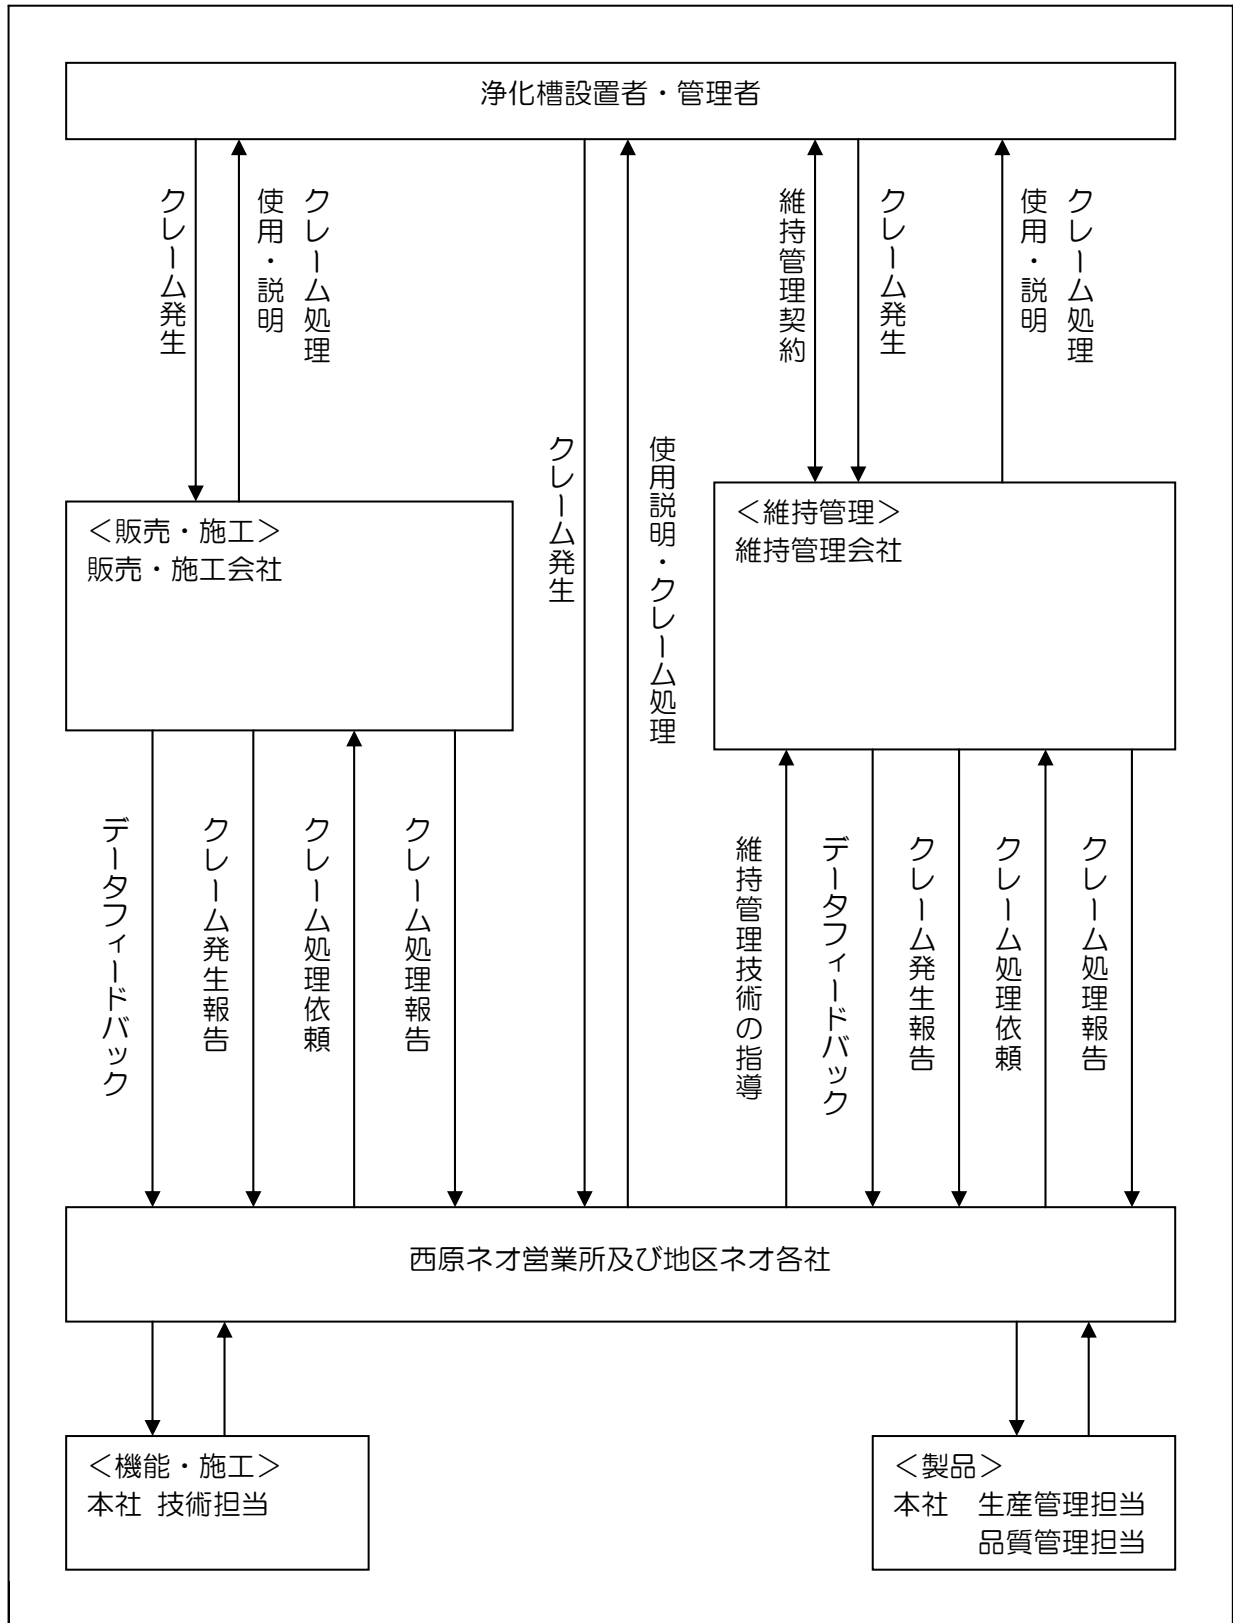 浄化槽設置者・管理者
クレーム発生
使用・説明
クレーム処理
クレーム発生
使用説明・クレーム処理
維持管理契約
クレーム発生
使用・説明
クレーム処理
＜販売・施工＞
販売・施工会社
＜維持管理＞
維持管理会社
データフィードバック
クレーム発生報告
クレーム処理依頼
クレーム処理報告
維持管理技術の指導
データフィードバック
クレーム発生報告
クレーム処理依頼
クレーム処理報告
西原ネオ営業所及び地区ネオ各社
＜機能・施工＞
本社 技術担当
＜製品＞
本社　生産管理担当
品質管理担当